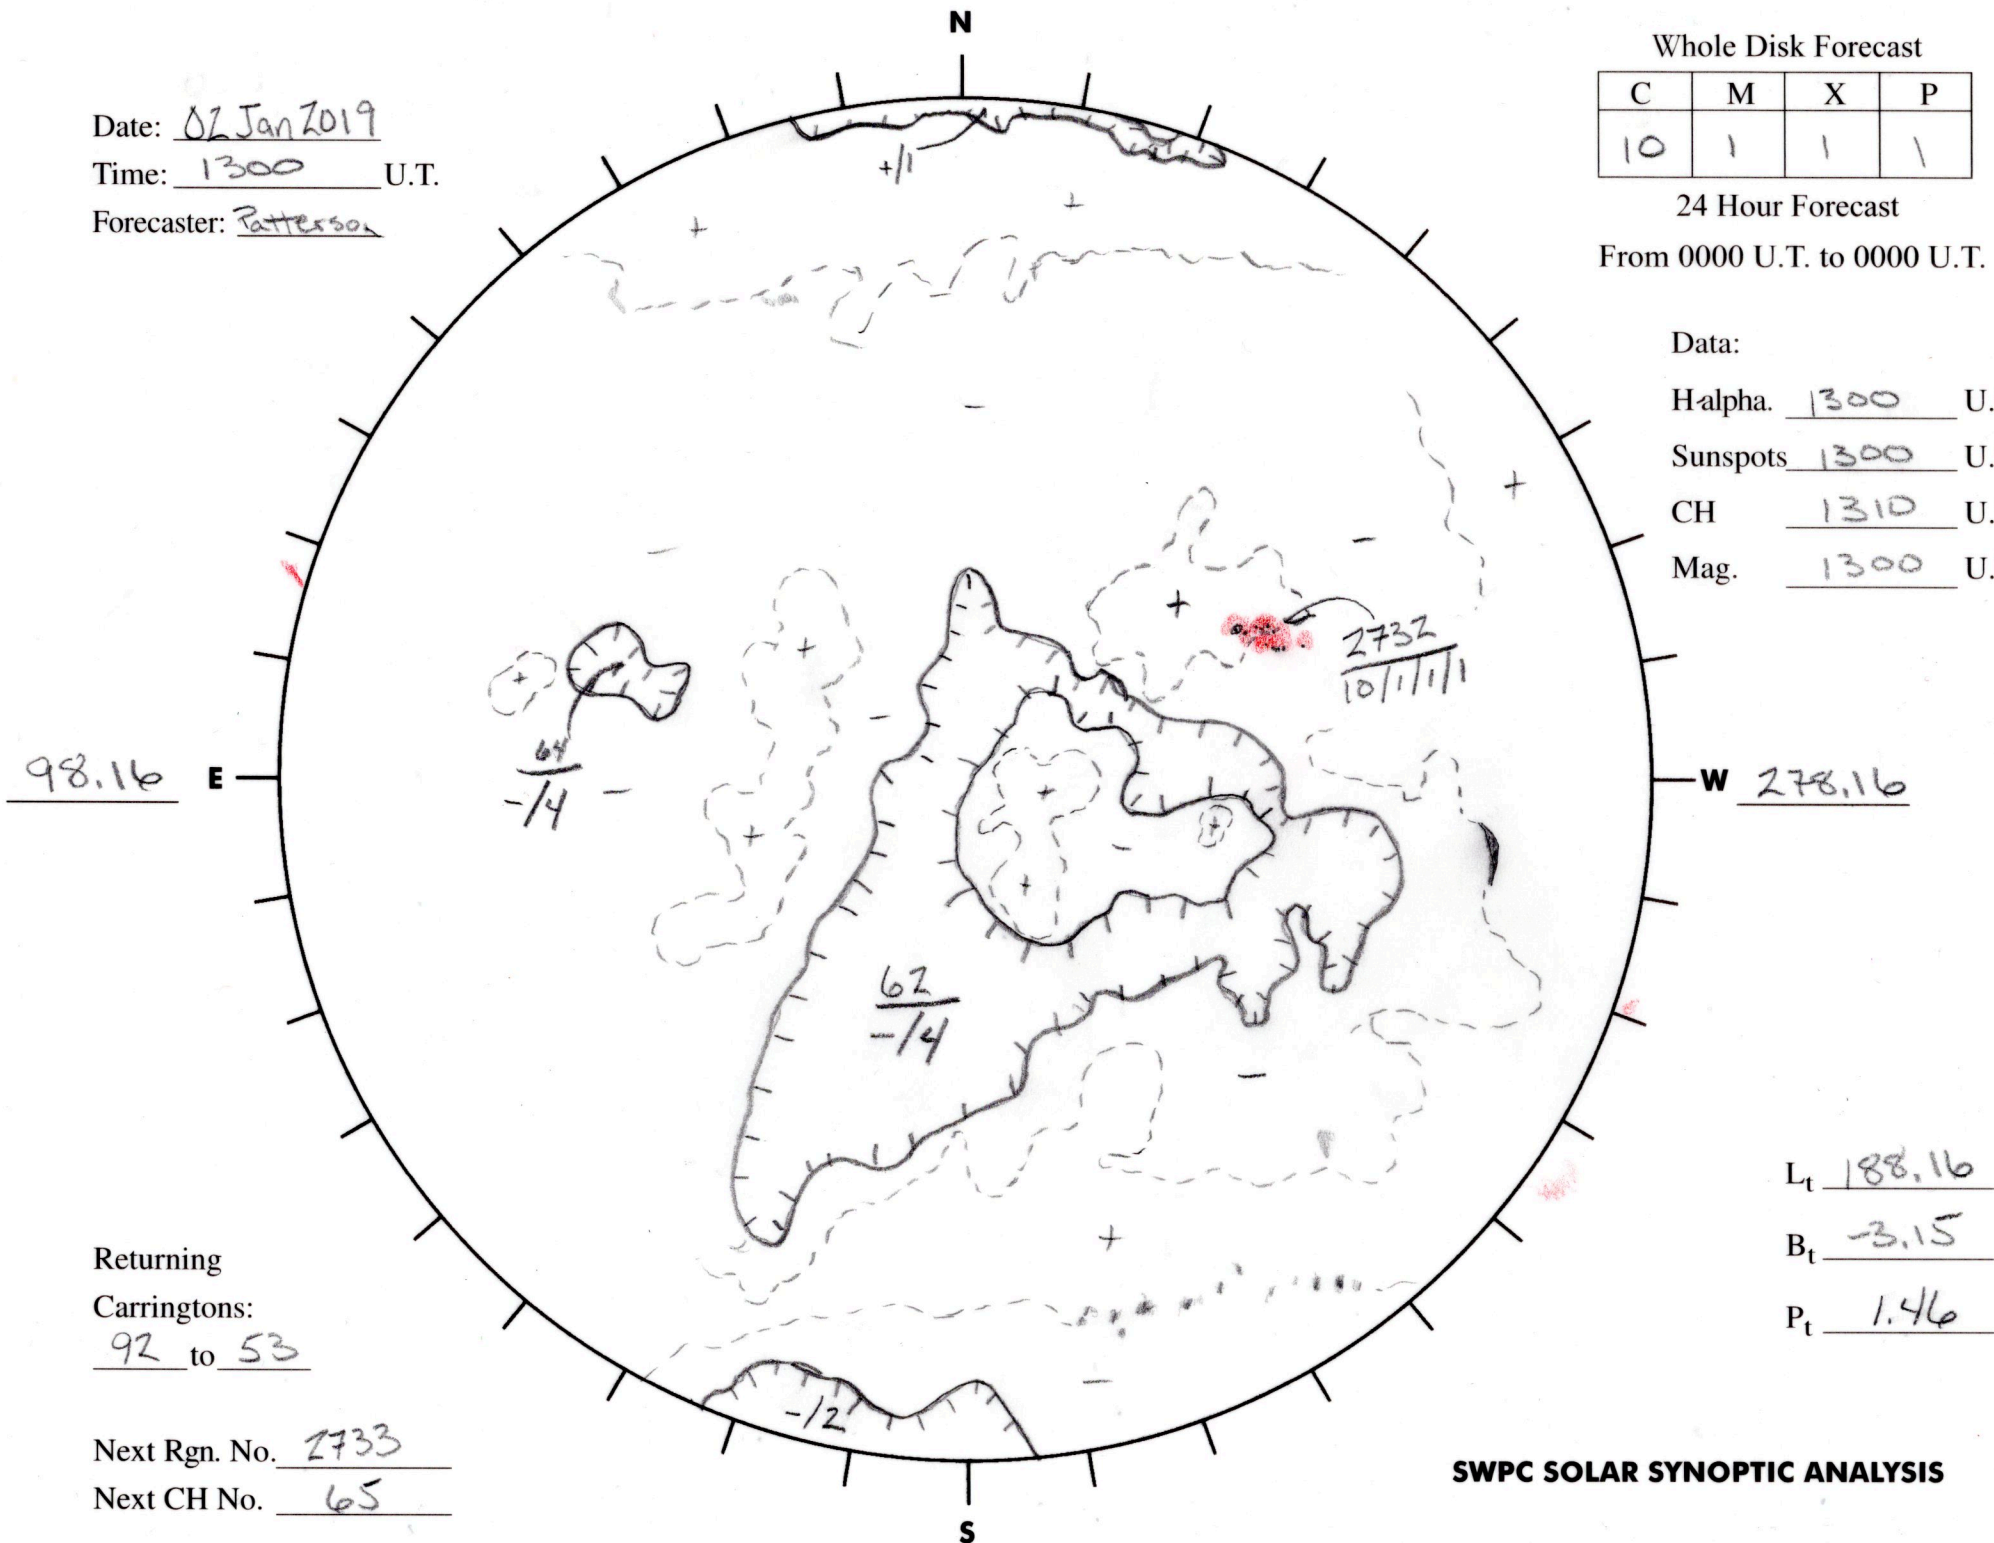 N
Date: 02 Jan 2019
Time: 1300 U.T.
Forecaster: Patterson
Whole Disk Forecast
C M X P
10 1 1 1
24 Hour Forecast
From 0000 U.T. to 0000 U.T.
Data:
H-alpha. 1300 U.
Sunspots 1300 U.
CH 1310 U.
Mag. 1300 U.
+/1
+
+
-
+
-
-
+
2732
10/1/1/1
+
+
-
64
-/4
-
98.16 E
W 278.16
+
+
+
-
+
62
-/4
-
+
-
-/2
Lt 188.16
Bt -3.15
Pt 1.46
Returning
Carringtons:
92 to 53
Next Rgn. No. 2733
Next CH No. 65
SWPC SOLAR SYNOPTIC ANALYSIS
S